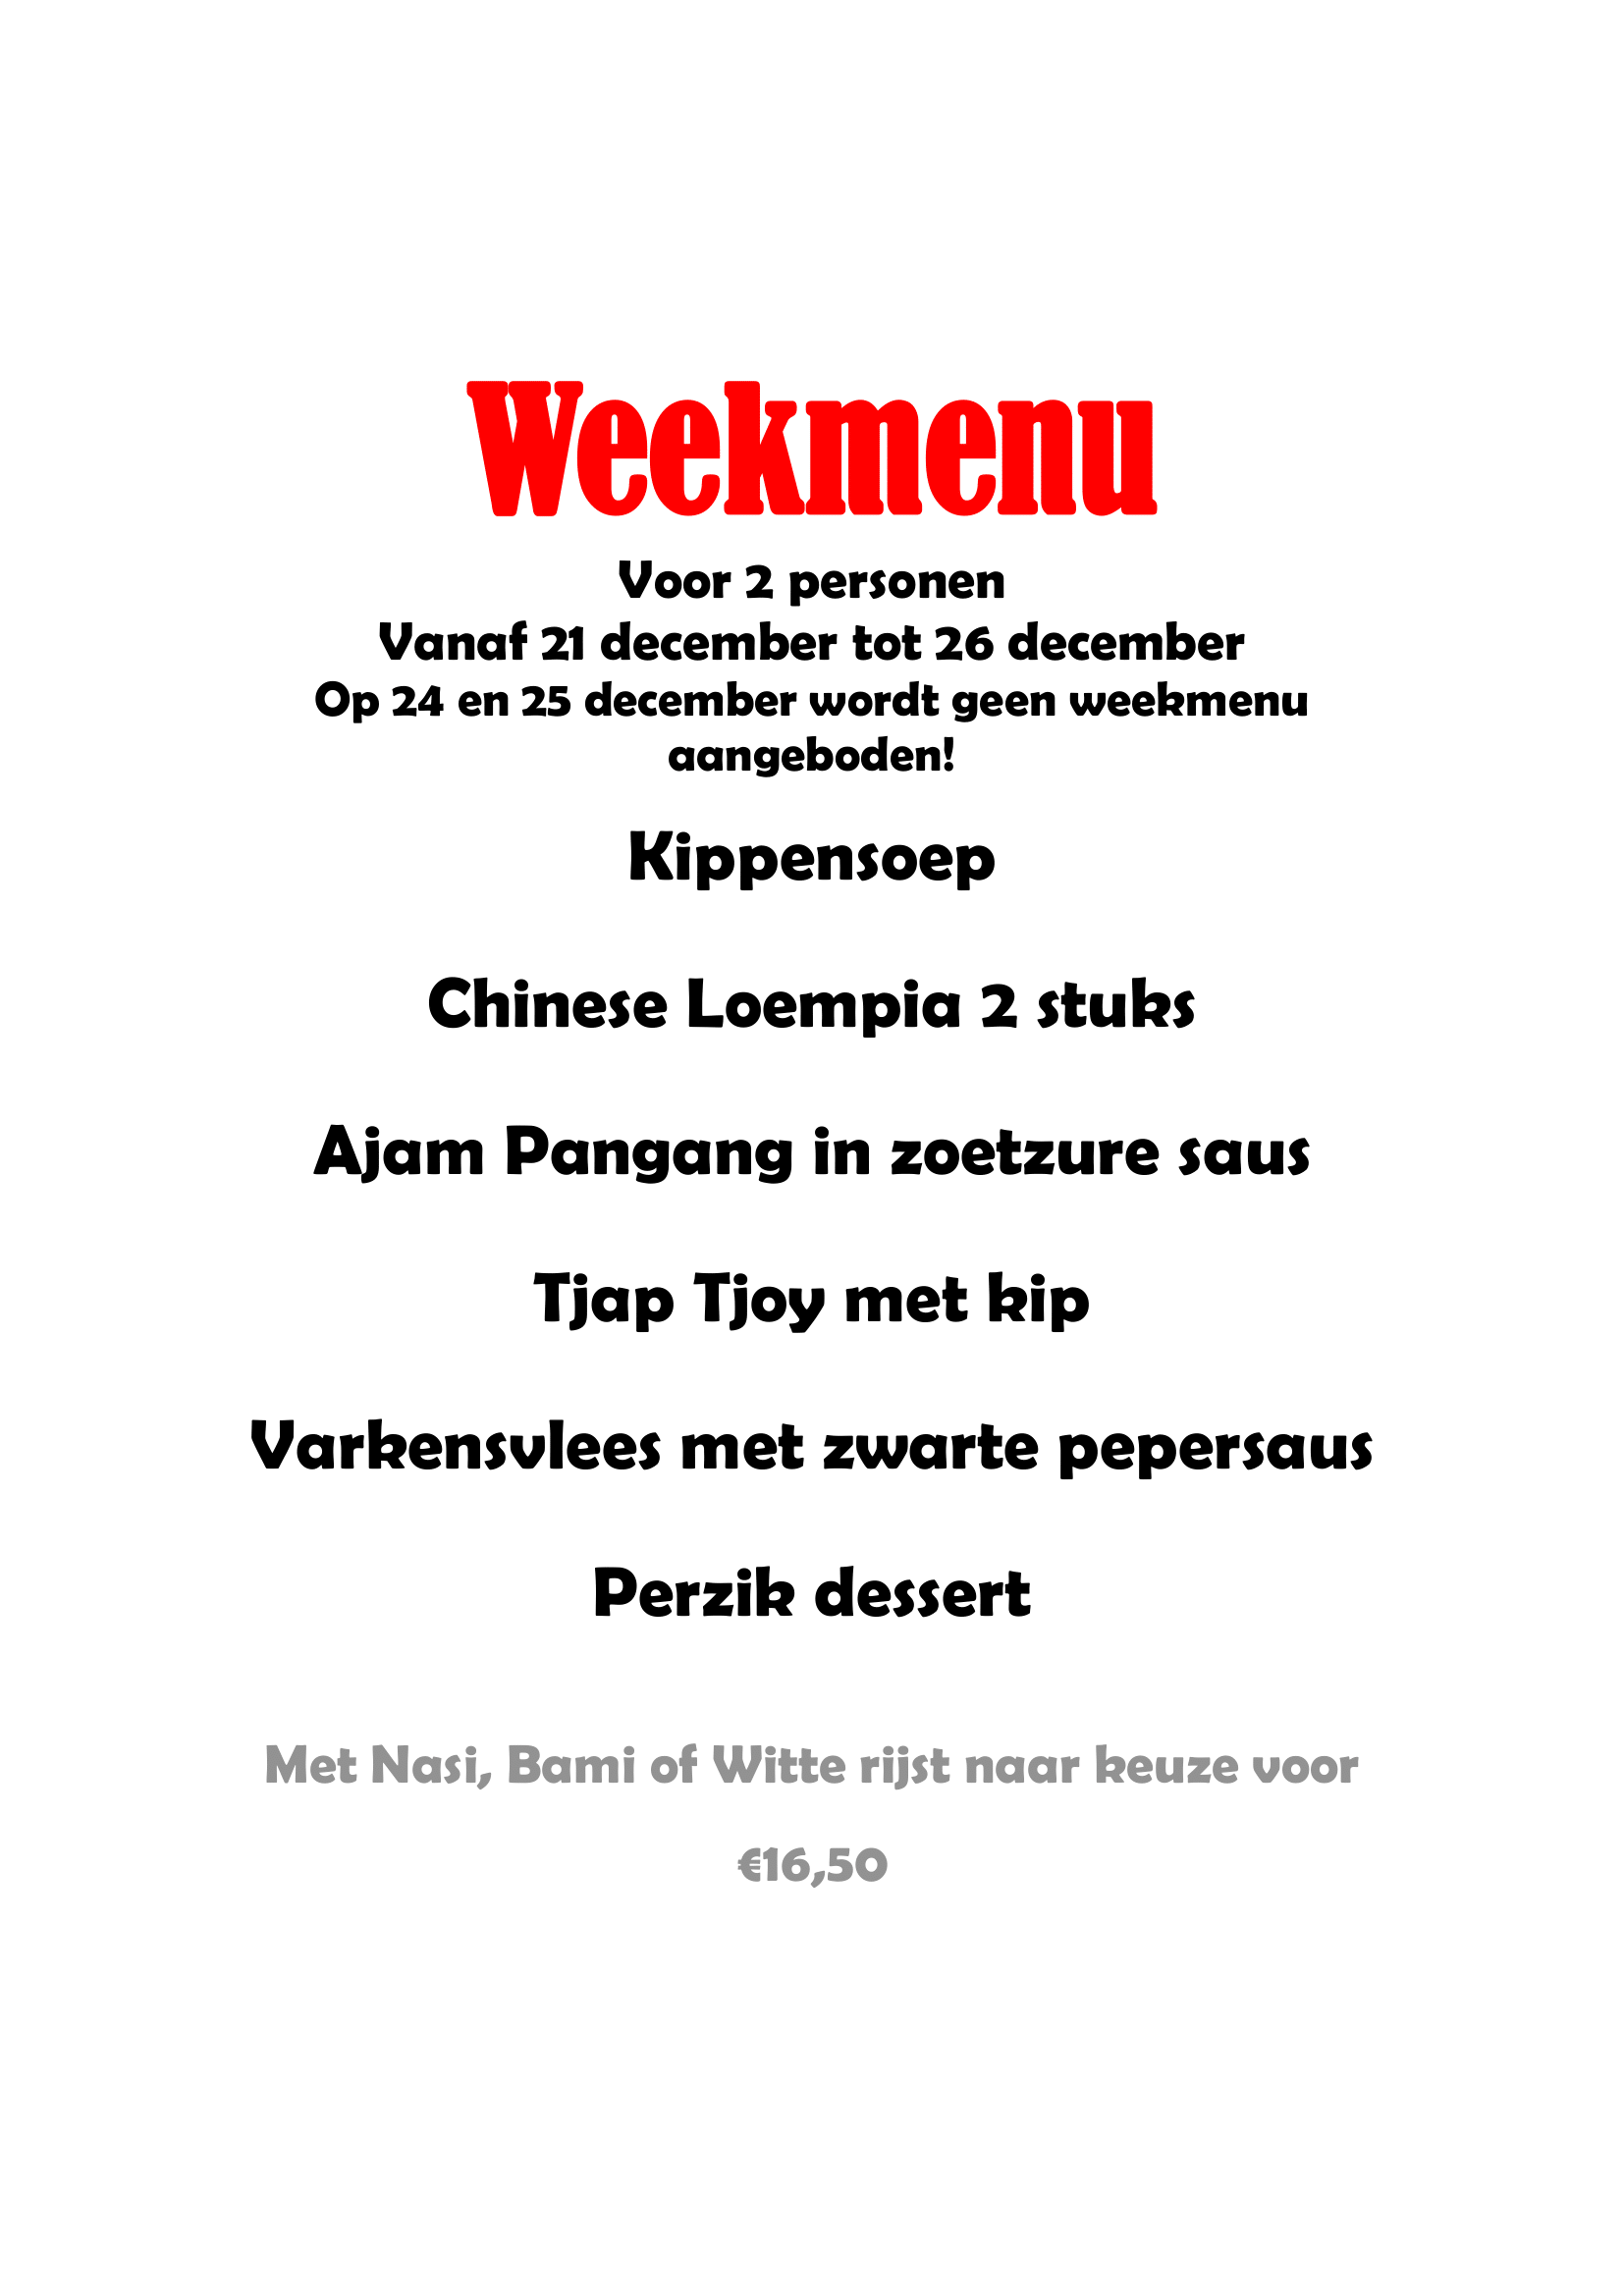 Weekmenu
Voor 2 personen
Vanaf 21 december tot 26 december
Op 24 en 25 december wordt geen weekmenu
aangeboden!
Kippensoep
Chinese Loempia 2 stuks
Ajam Pangang in zoetzure saus
Tjap Tjoy met kip
Varkensvlees met zwarte pepersaus
Perzik dessert
Met Nasi, Bami of Witte rijst naar keuze voor
€16,50